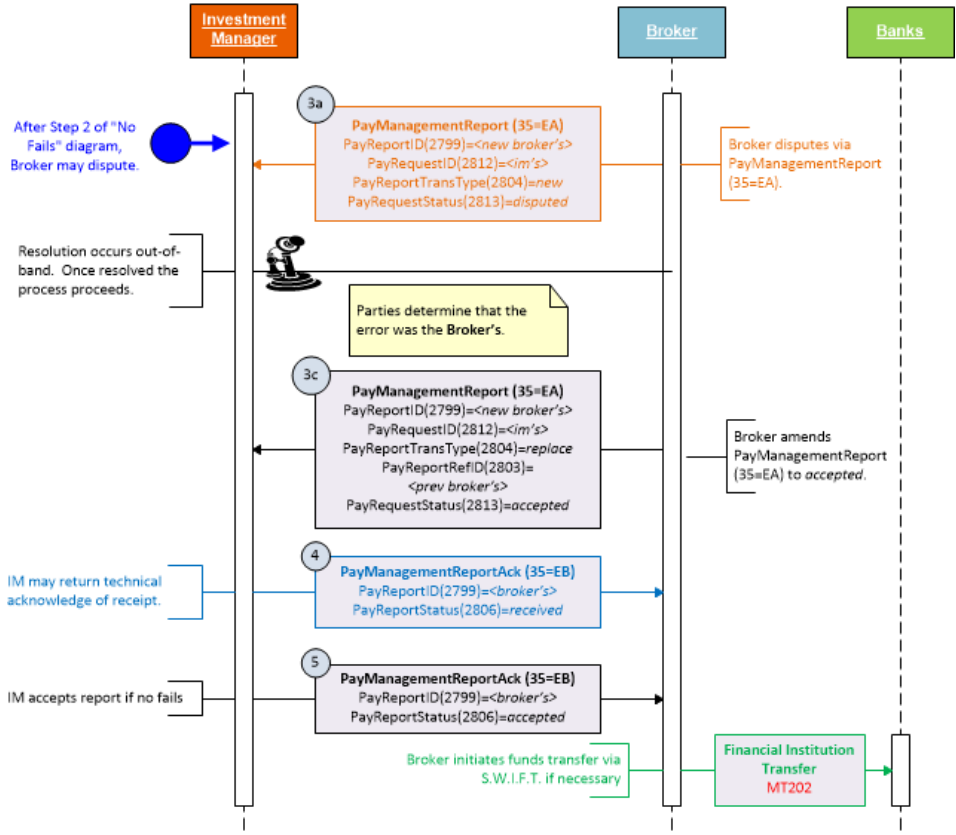 Investment
Manager
Broker
Banks
3a
After Step 2 of "No
Fails" diagram,
Broker may dispute.
PayManagementReport (35=EA)
PayReportID(2799)=<new broker's>
PayRequestID(2812)=<im's>
PayReportTransType(2804)=new
PayRequestStatus(2813)=disputed
Broker disputes via
PayManagementReport
(35=EA).
Resolution occurs out-of-
band.  Once resolved the
process proceeds.
Parties determine that the
error was the Broker's.
3c
PayManagementReport (35=EA)
PayReportID(2799)=<new broker's>
PayRequestID(2812)=<im's>
PayReportTransType(2804)=replace
PayReportRefID(2803)=
<prev broker's>
PayRequestStatus(2813)=accepted
Broker amends
PayManagementReport
(35=EA) to accepted.
4
IM may return technical
acknowledge of receipt.
PayManagementReportAck (35=EB)
PayReportID(2799)=<broker's>
PayReportStatus(2806)=received
5
IM accepts report if no fails
PayManagementReportAck (35=EB)
PayReportID(2799)=<broker's>
PayReportStatus(2806)=accepted
Broker initiates funds transfer via
S.W.I.F.T. if necessary
Financial Institution
Transfer
MT202